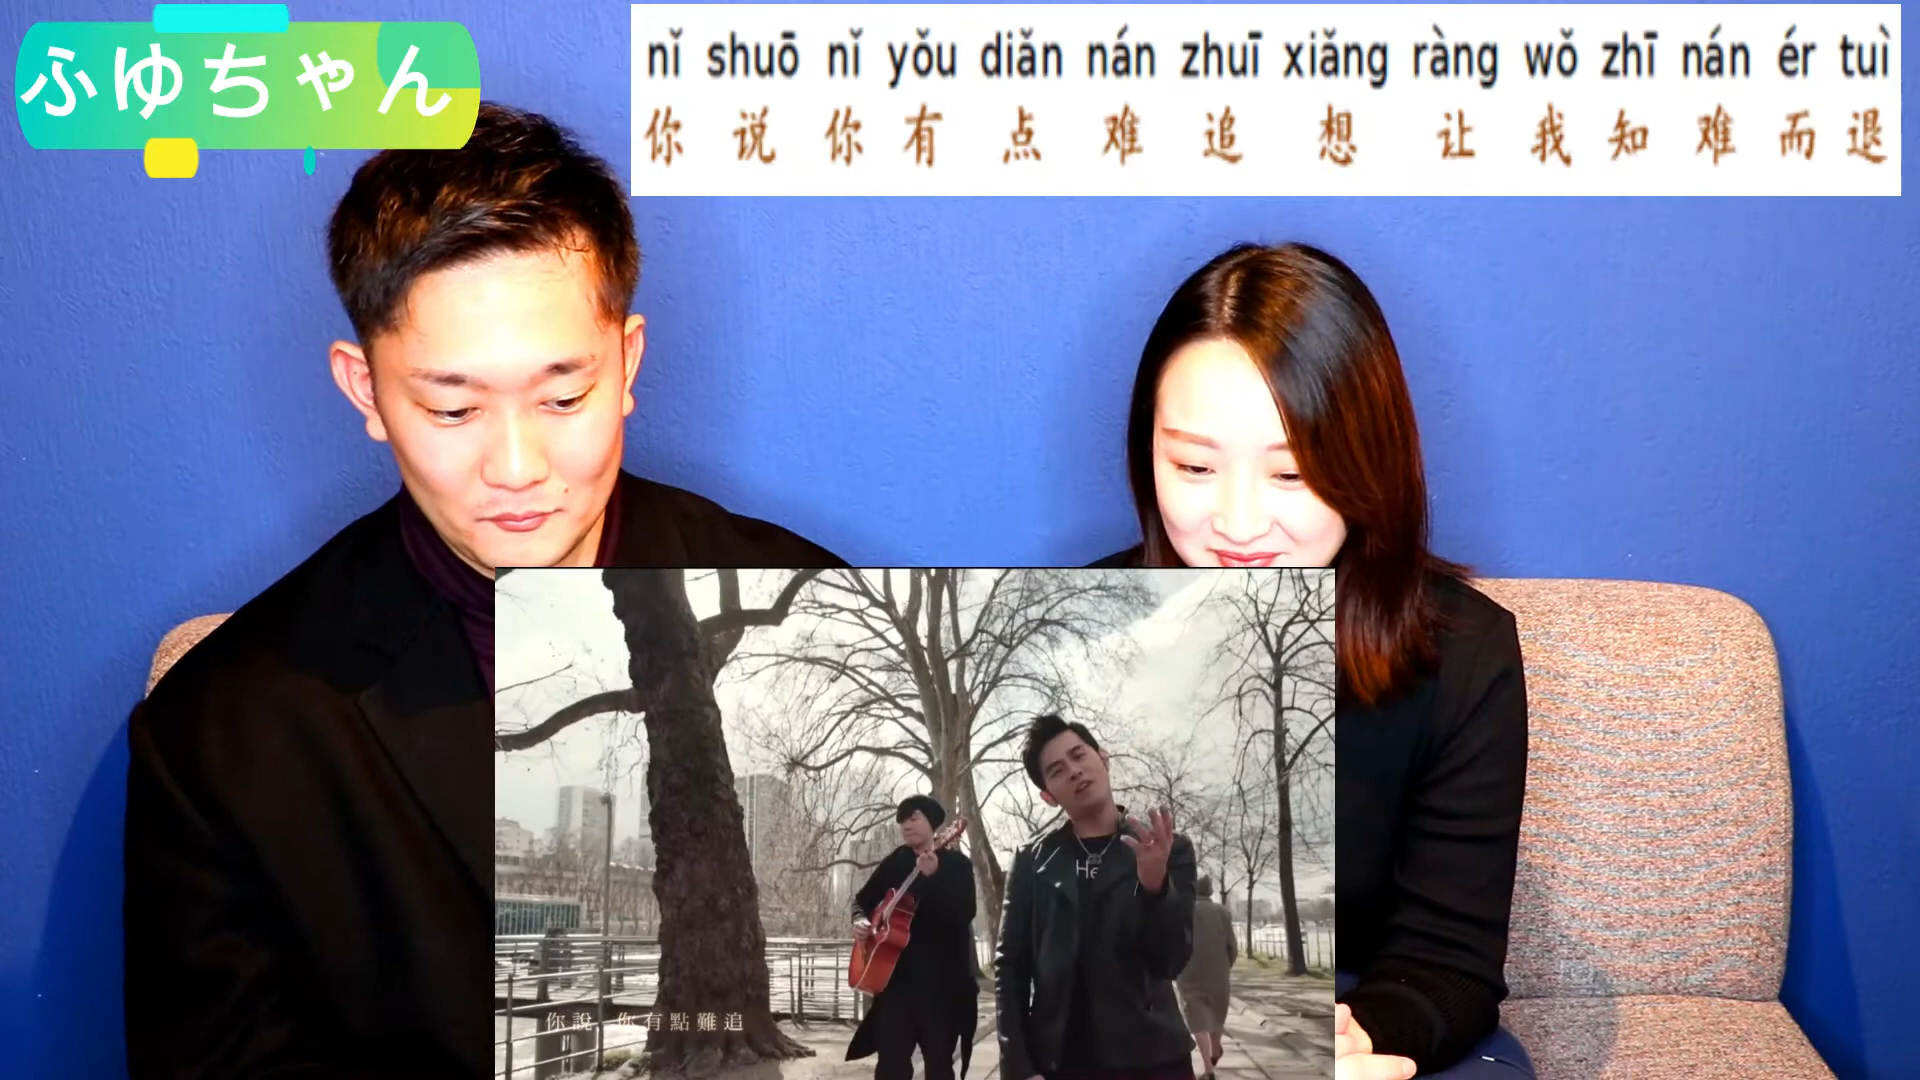 ふゆちゃん
nǐ shuō nǐ yǒu diǎn nán zhuī xiǎng ràng wǒ zhī nán ér tuì
你 说 你 有 点 难 追 想 让 我 知 难 而 退
He
你說 你有點難追